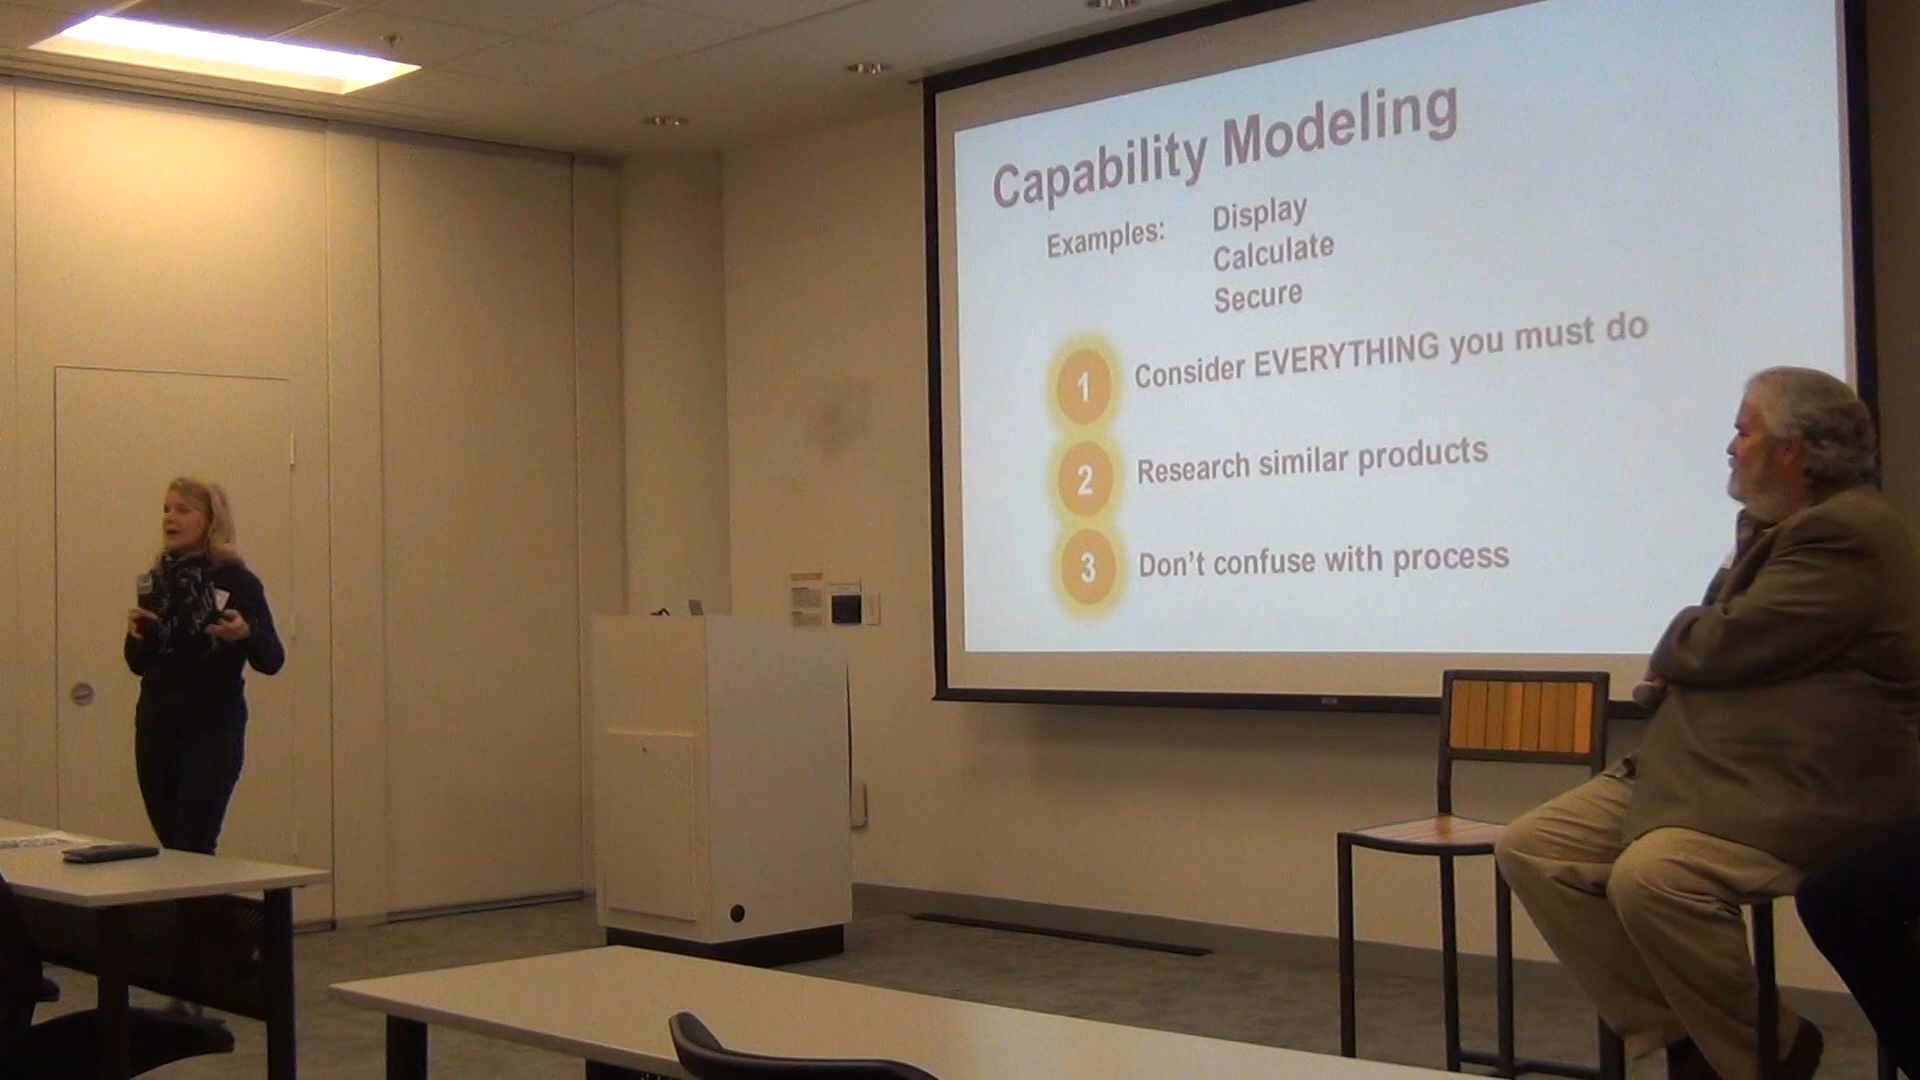 Capability Modeling
Examples: Display
Calculate
Secure
1 Consider EVERYTHING you must do
2 Research similar products
3 Don't confuse with process